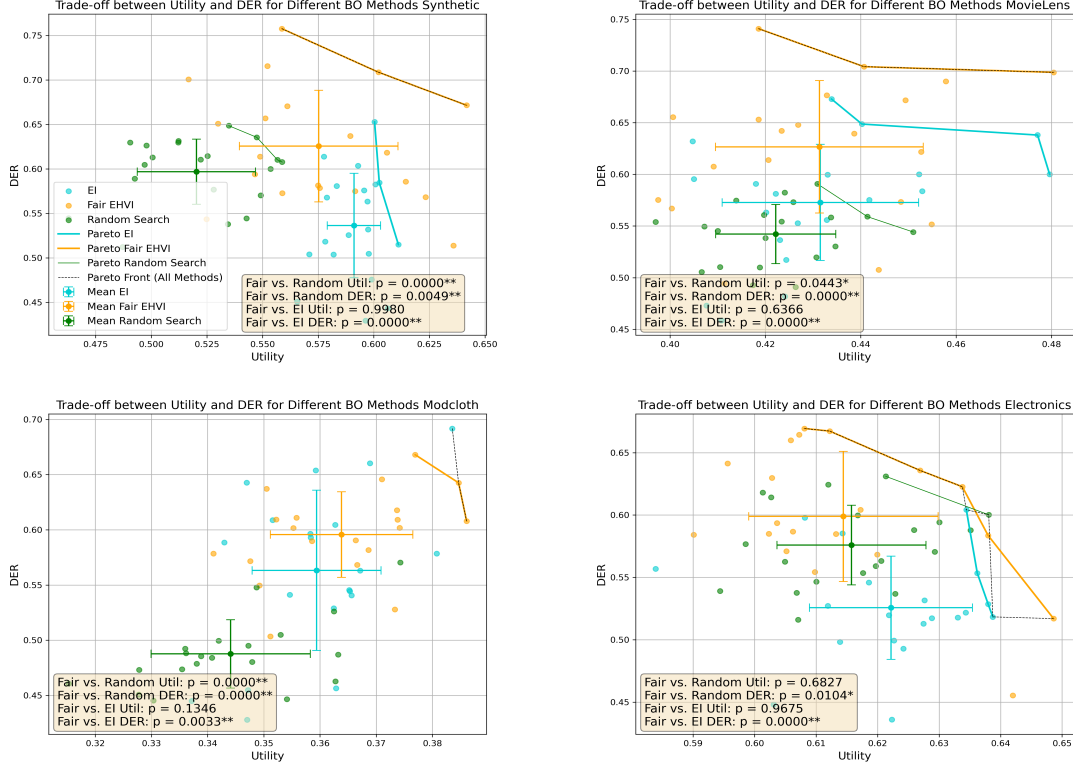 Trade-off between Utility and DER for Different BO Methods Synthetic
0.75
0.70
0.65
0.60
0.55
0.50
0.45
DER
EI
Fair EHVI
Random Search
Pareto EI
Pareto Fair EHVI
Pareto Random Search
Pareto Front (All Methods)
Mean EI
Mean Fair EHVI
Mean Random Search
Fair vs. Random Util: p = 0.0000**
Fair vs. Random DER: p = 0.0049**
Fair vs. EI Util: p = 0.9980
Fair vs. EI DER: p = 0.0000**
0.475 0.500 0.525 0.550 0.575 0.600 0.625 0.650
Utility
Trade-off between Utility and DER for Different BO Methods MovieLens
0.75
0.70
0.65
0.60
0.55
0.50
0.45
DER
Fair vs. Random Util: p = 0.0443*
Fair vs. Random DER: p = 0.0000**
Fair vs. EI Util: p = 0.6366
Fair vs. EI DER: p = 0.0000**
0.40 0.42 0.44 0.46 0.48
Utility
Trade-off between Utility and DER for Different BO Methods Modcloth
0.70
0.65
0.60
0.55
0.50
0.45
DER
Fair vs. Random Util: p = 0.0000**
Fair vs. Random DER: p = 0.0000**
Fair vs. EI Util: p = 0.1346
Fair vs. EI DER: p = 0.0033**
0.32 0.33 0.34 0.35 0.36 0.37 0.38
Utility
Trade-off between Utility and DER for Different BO Methods Electronics
0.65
0.60
0.55
0.50
0.45
DER
Fair vs. Random Util: p = 0.6827
Fair vs. Random DER: p = 0.0104*
Fair vs. EI Util: p = 0.9675
Fair vs. EI DER: p = 0.0000**
0.59 0.60 0.61 0.62 0.63 0.64 0.65
Utility